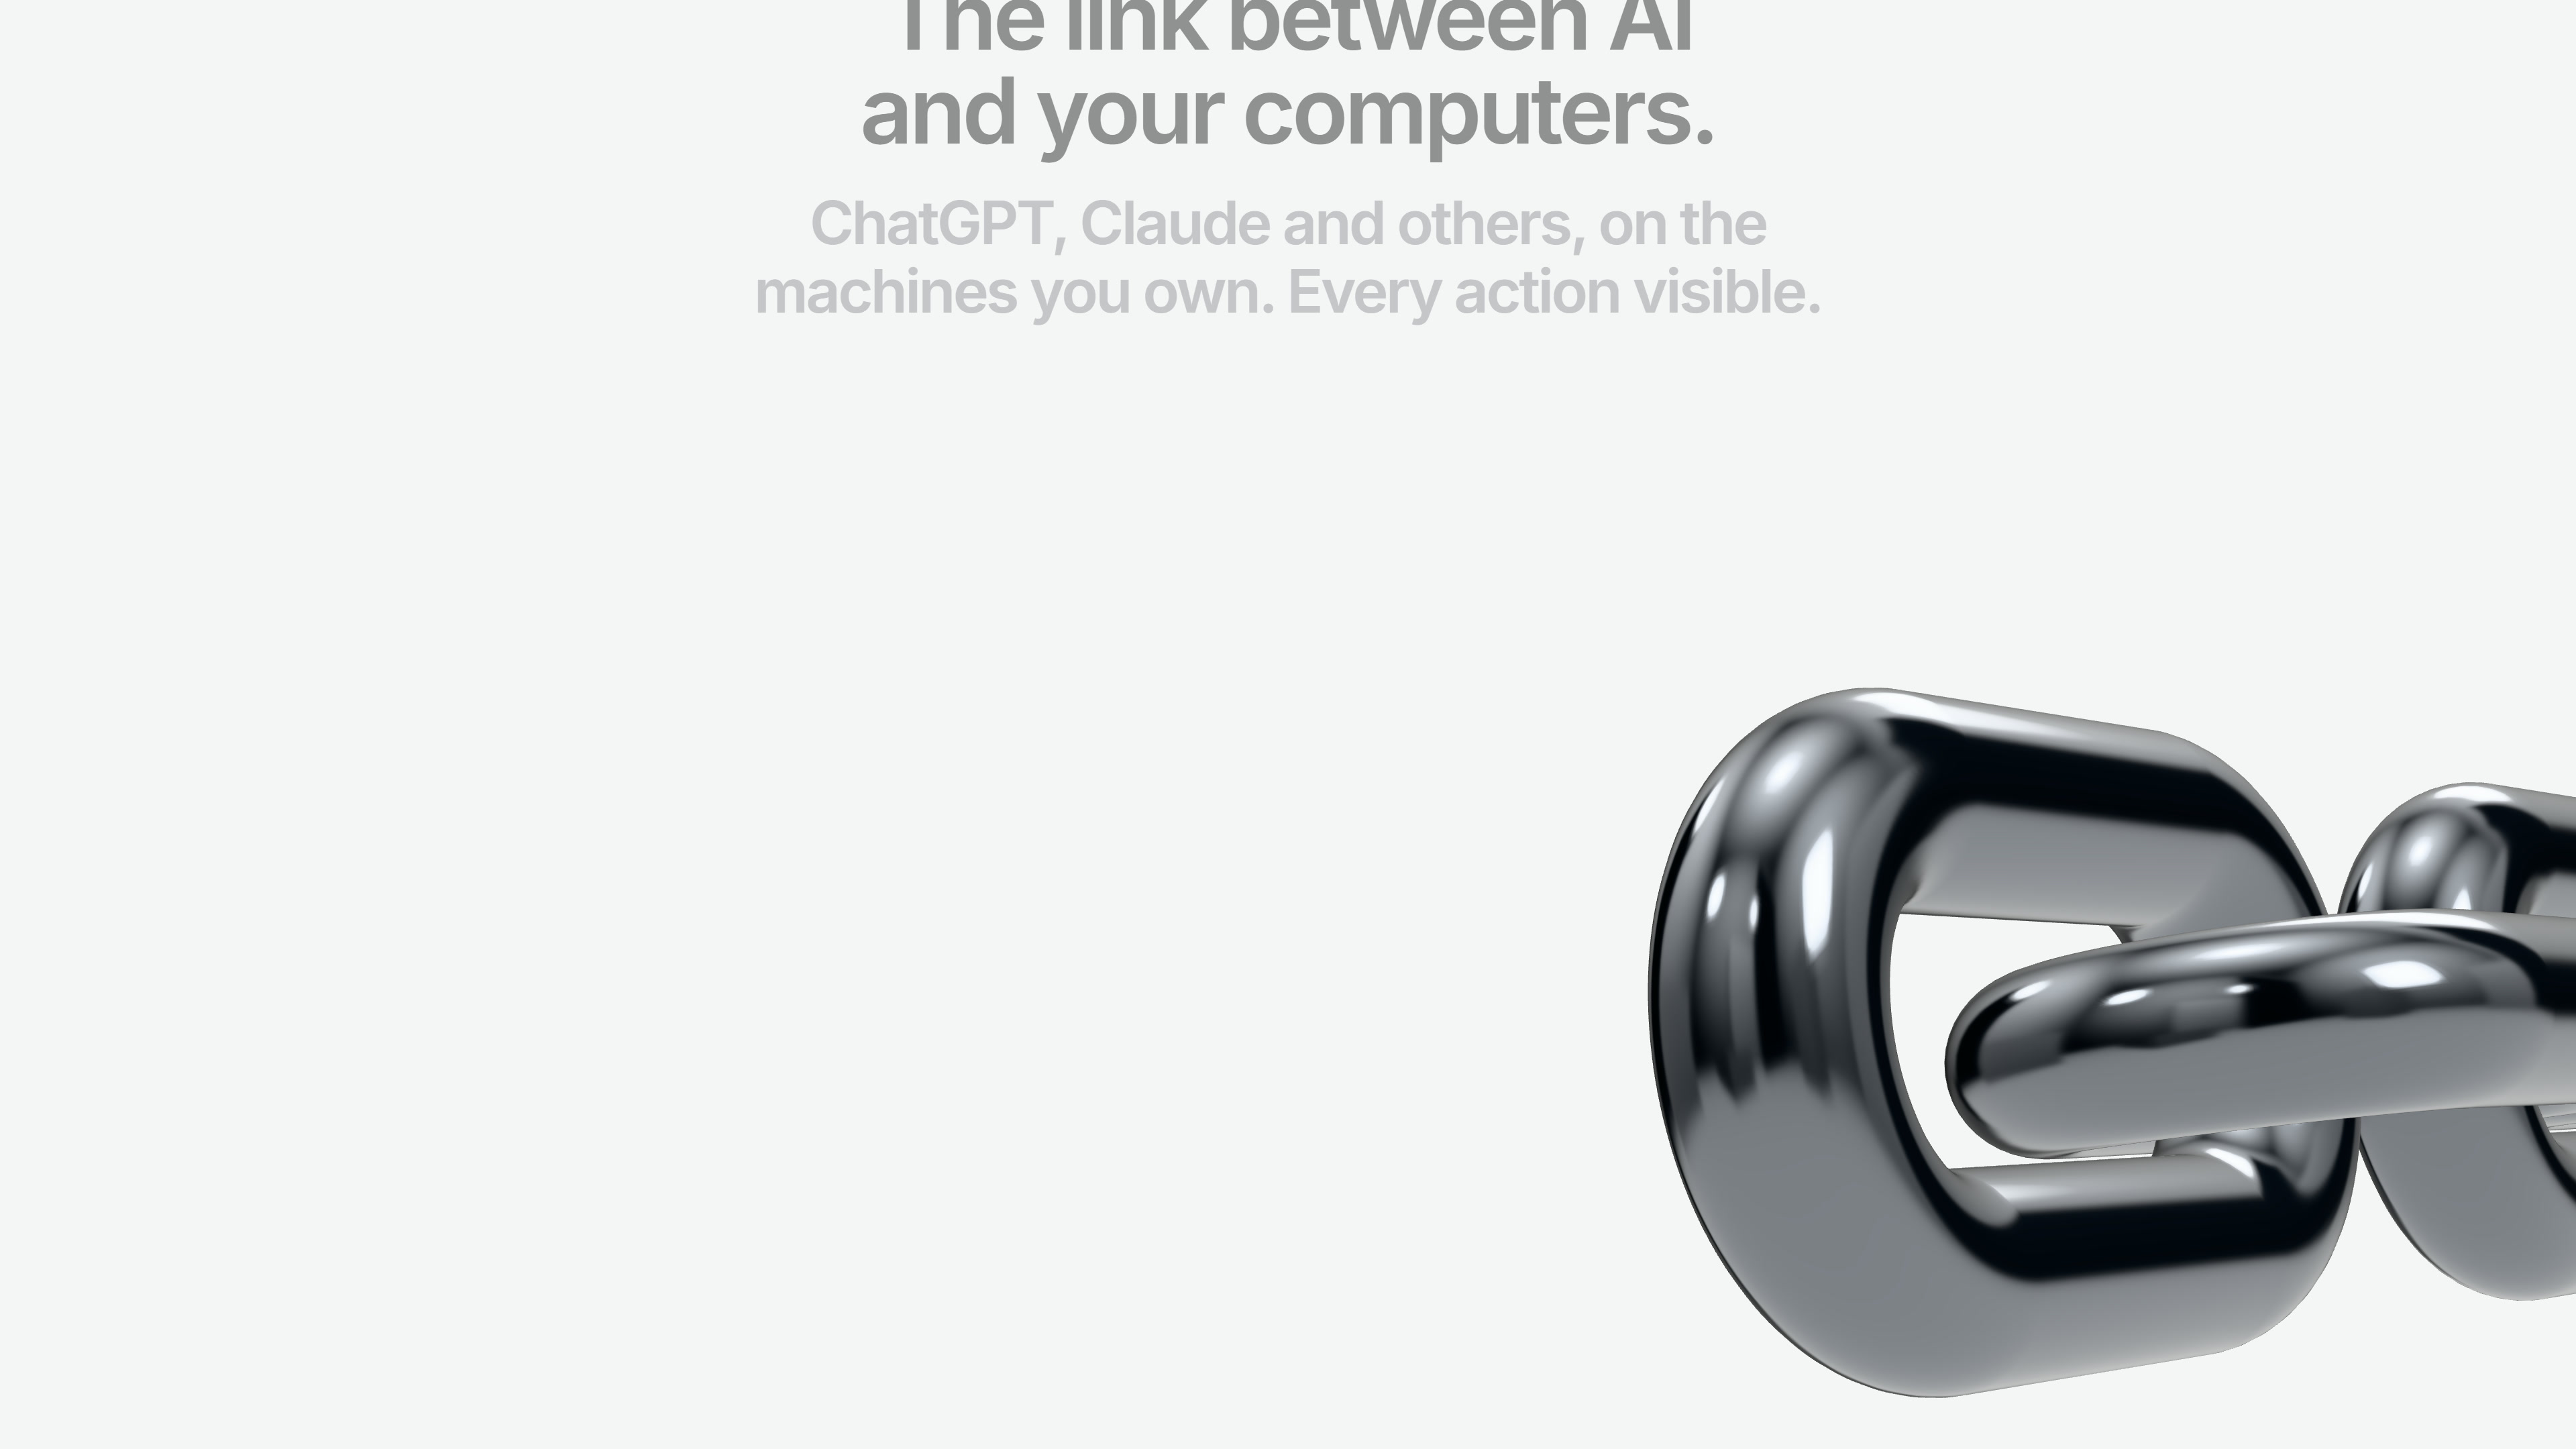 The link between AI
and your computers.
ChatGPT, Claude and others, on the
machines you own. Every action visible.